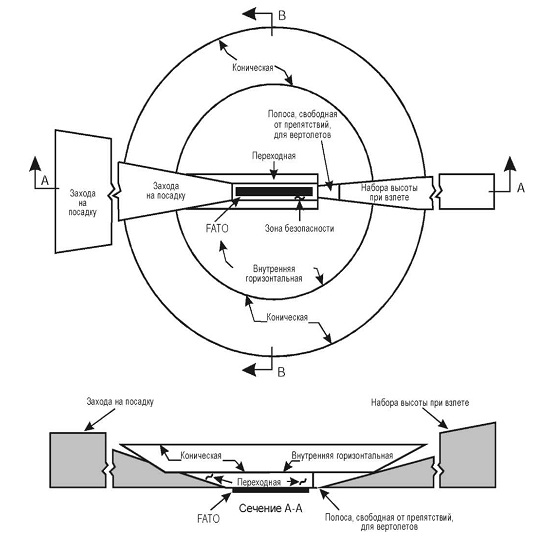 B
Коническая
Полоса, свободная
от препятствий,
для вертолетов
Переходная
A
Захода
на
посадку
Захода
на посадку
Набора высоты
при взлете
A
FATO
Зона безопасности
Внутренняя
горизонтальная
Коническая
B
Захода на посадку
Набора высоты при взлете
Коническая
Внутренняя горизонтальная
Переходная
FATO
Сечение А-А
Полоса, свободная от препятствий,
для вертолетов